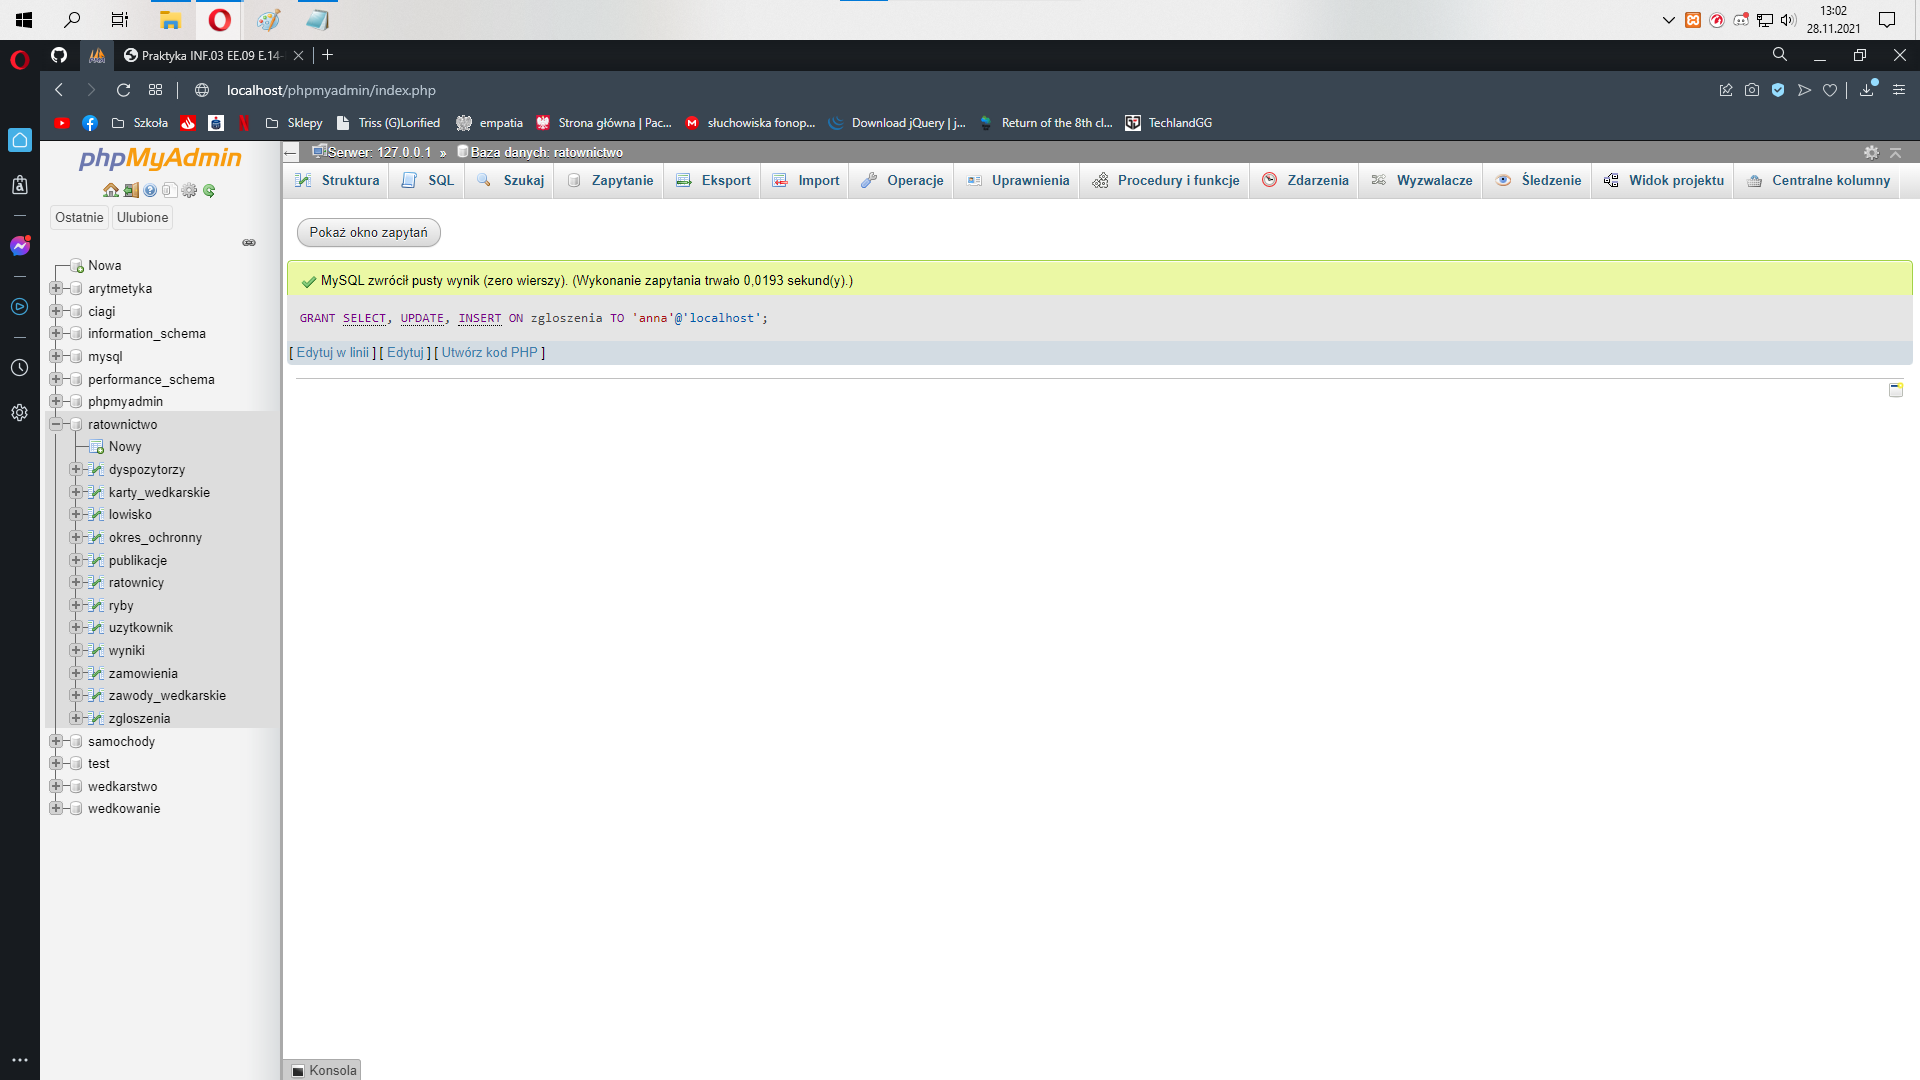 13:02
28.11.2021
Praktyka INF.03 EE.09 E.14-
localhost/phpmyadmin/index.php
Szkoła
Sklepy
Triss (G)Lorified
empatia
Strona główna | Pac...
słuchowiska fonop...
Download jQuery | j...
Return of the 8th cl...
TechlandGG
phpMyAdmin
Ostatnie
Ulubione
Nowa
arytmetyka
ciagi
information_schema
mysql
performance_schema
phpmyadmin
ratownictwo
Nowy
dyspozytorzy
karty_wedkarskie
lowisko
okres_ochronny
publikacje
ratownicy
ryby
uzytkownik
wyniki
zamowienia
zawody_wedkarskie
zgloszenia
samochody
test
wedkarstwo
wedkowanie
Serwer: 127.0.0.1 » Baza danych: ratownictwo
Struktura
SQL
Szukaj
Zapytanie
Eksport
Import
Operacje
Uprawnienia
Procedury i funkcje
Zdarzenia
Wyzwalacze
Śledzenie
Widok projektu
Centralne kolumny
Pokaż okno zapytań
MySQL zwrócił pusty wynik (zero wierszy). (Wykonanie zapytania trwało 0,0193 sekund(y).)
GRANT SELECT, UPDATE, INSERT ON zgloszenia TO 'anna'@'localhost';
[ Edytuj w linii ] [ Edytuj ] [ Utwórz kod PHP ]
Konsola